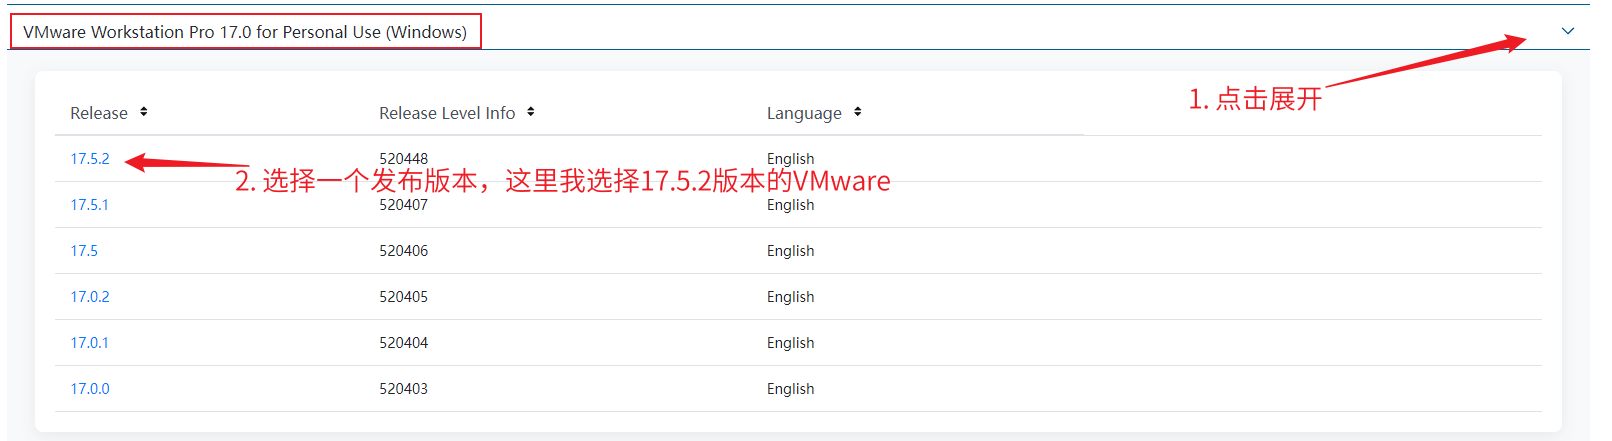 VMware Workstation Pro 17.0 for Personal Use (Windows)
1. 点击展开
Release Release Level Info Language
17.5.2 520448 English
2. 选择一个发布版本，这里我选择17.5.2版本的VMware
17.5.1 520407 English
17.5 520406 English
17.0.2 520405 English
17.0.1 520404 English
17.0.0 520403 English